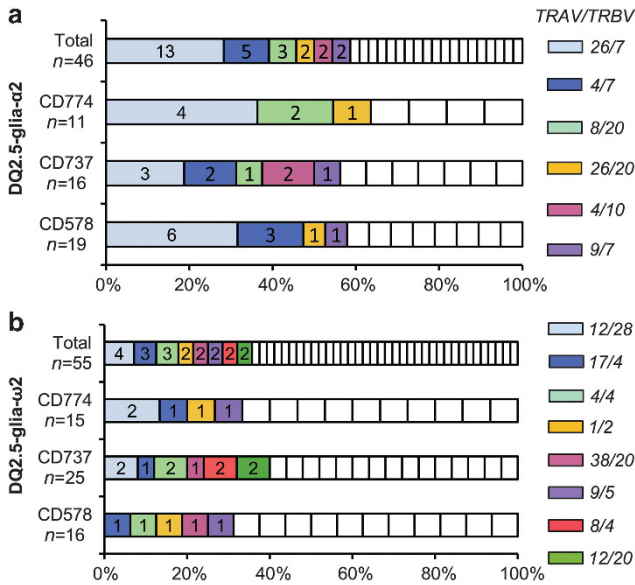 a
TRAV/TRBV
DQ2.5-glia-α2
Total
n=46
13 5 3 2 2 2
CD774
n=11
4 2 1
CD737
n=16
3 2 1 2 1
CD578
n=19
6 3 1 1
0% 20% 40% 60% 80% 100%
26/7
4/7
8/20
26/20
4/10
9/7
b
DQ2.5-glia-ω2
Total
n=55
4 3 3 2 2 2 2 2
CD774
n=15
2 1 1 1
CD737
n=25
2 1 2 1 2 2
CD578
n=16
1 1 1 1 1
0% 20% 40% 60% 80% 100%
12/28
17/4
4/4
1/2
38/20
9/5
8/4
12/20